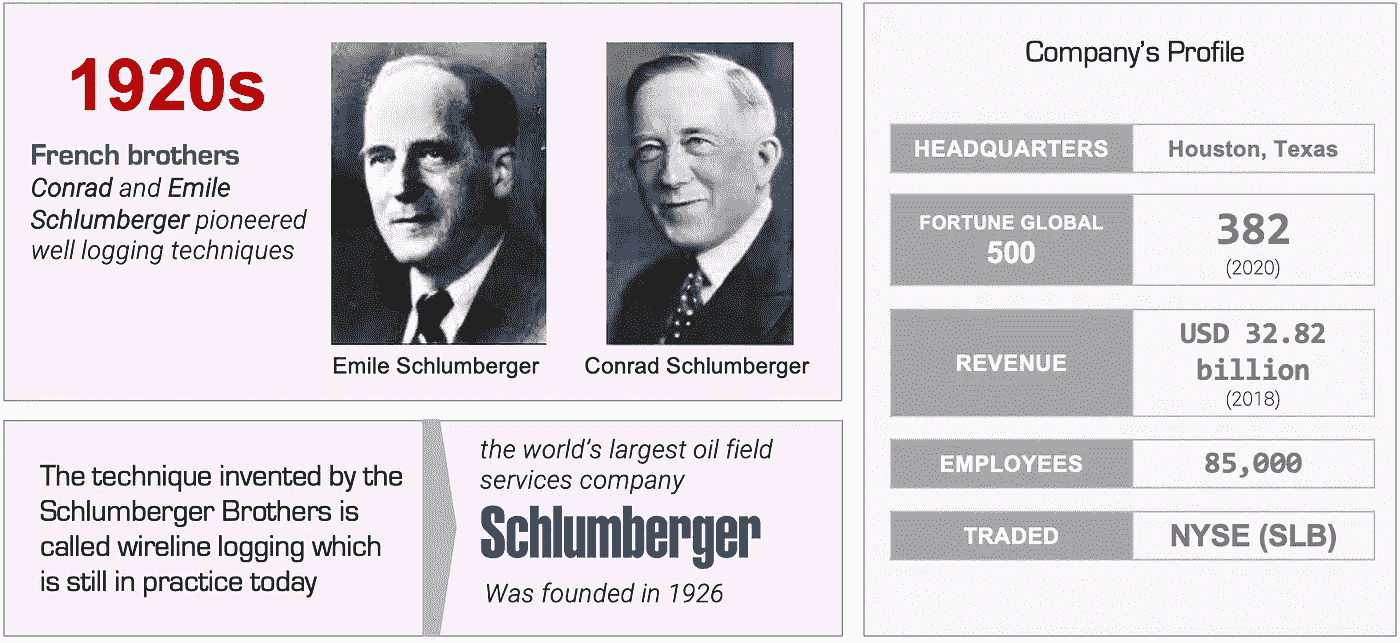 1920s
French brothers
Conrad and Emile
Schlumberger pioneered
well logging techniques
Emile Schlumberger
Conrad Schlumberger
The technique invented by the
Schlumberger Brothers is
called wireline logging which
is still in practice today
the world's largest oil field
services company
Schlumberger
Was founded in 1926
Company's Profile
HEADQUARTERS
Houston, Texas
FORTUNE GLOBAL
500
382
(2020)
REVENUE
USD 32.82
billion
(2018)
EMPLOYEES
85,000
TRADED
NYSE (SLB)